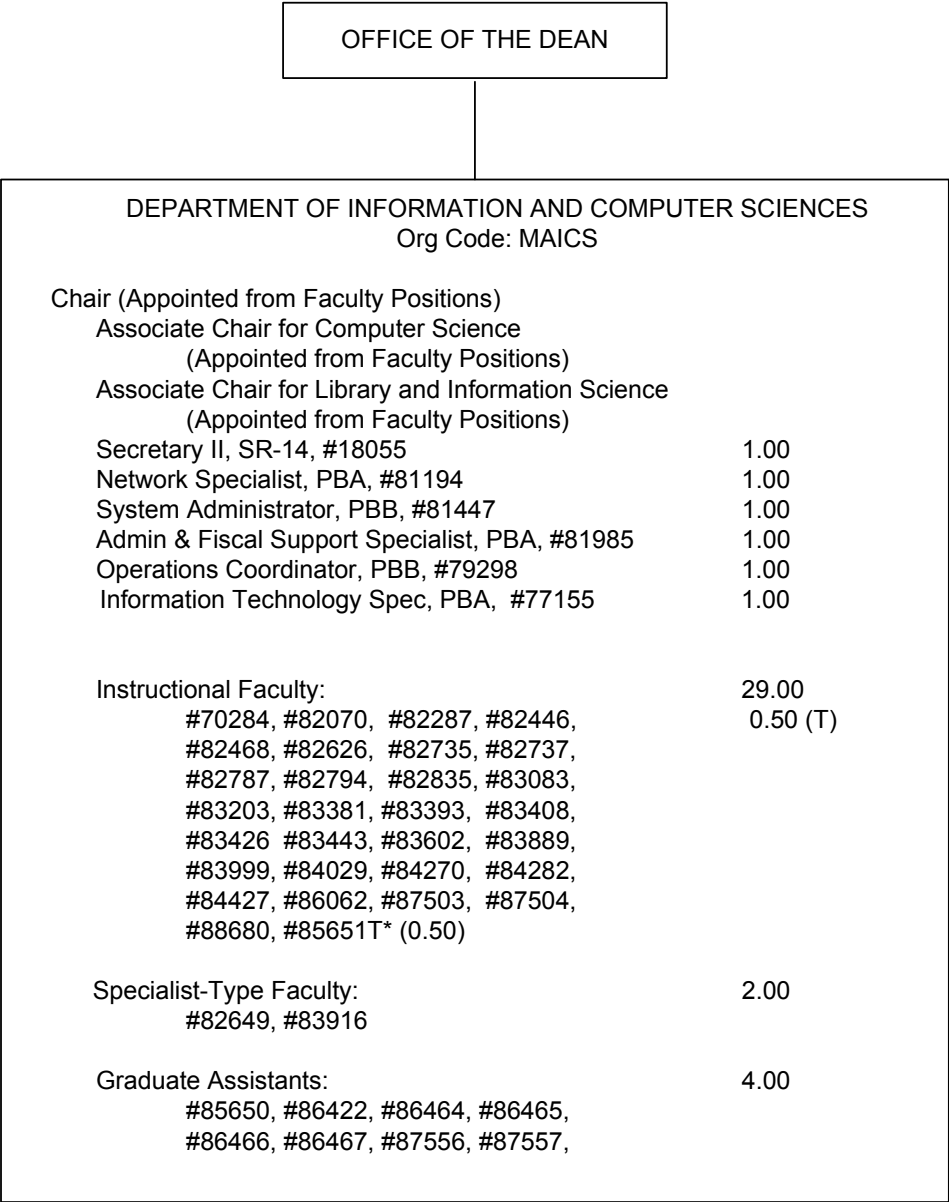 OFFICE OF THE DEAN
DEPARTMENT OF INFORMATION AND COMPUTER SCIENCES
Org Code: MAICS
Chair (Appointed from Faculty Positions)
Associate Chair for Computer Science
(Appointed from Faculty Positions)
Associate Chair for Library and Information Science
(Appointed from Faculty Positions)
Secretary II, SR-14, #18055 1.00
Network Specialist, PBA, #81194 1.00
System Administrator, PBB, #81447 1.00
Admin & Fiscal Support Specialist, PBA, #81985 1.00
Operations Coordinator, PBB, #79298 1.00
Information Technology Spec, PBA, #77155 1.00
Instructional Faculty: 29.00
#70284, #82070, #82287, #82446, 0.50 (T)
#82468, #82626, #82735, #82737,
#82787, #82794, #82835, #83083,
#83203, #83381, #83393, #83408,
#83426 #83443, #83602, #83889,
#83999, #84029, #84270, #84282,
#84427, #86062, #87503, #87504,
#88680, #85651T* (0.50)
Specialist-Type Faculty: 2.00
#82649, #83916
Graduate Assistants: 4.00
#85650, #86422, #86464, #86465,
#86466, #86467, #87556, #87557,